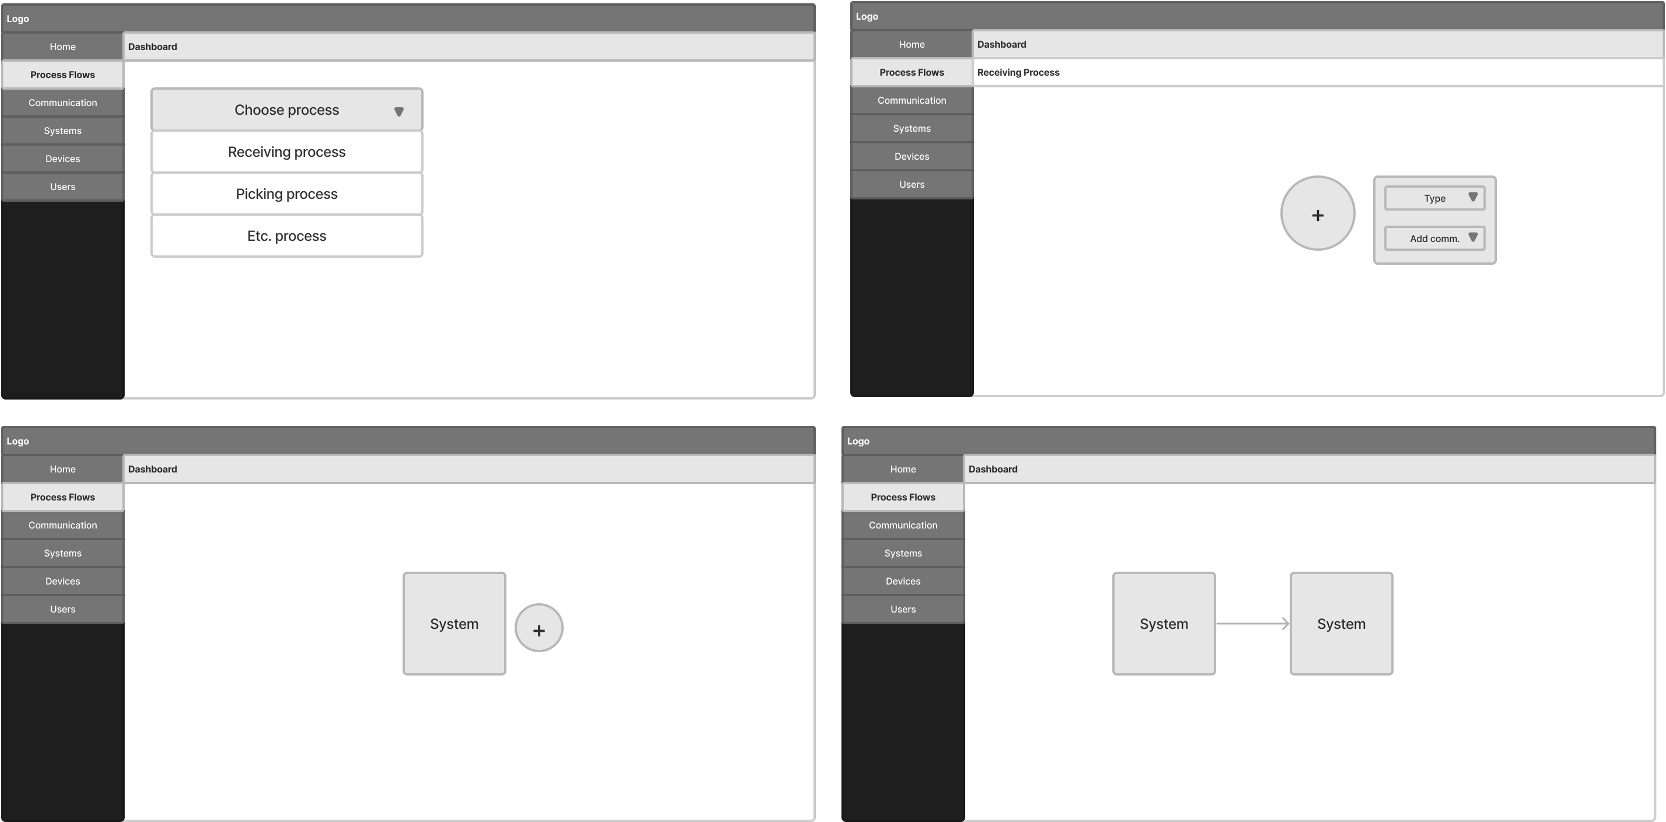 Logo
Home
Dashboard
Process Flows
Communication
Systems
Devices
Users
Choose process
Receiving process
Picking process
Etc. process
Logo
Home
Dashboard
Process Flows
Receiving Process
Communication
Systems
Devices
Users
+
Type
Add comm.
Logo
Home
Dashboard
Process Flows
Communication
Systems
Devices
Users
System
+
Logo
Home
Dashboard
Process Flows
Communication
Systems
Devices
Users
System
System